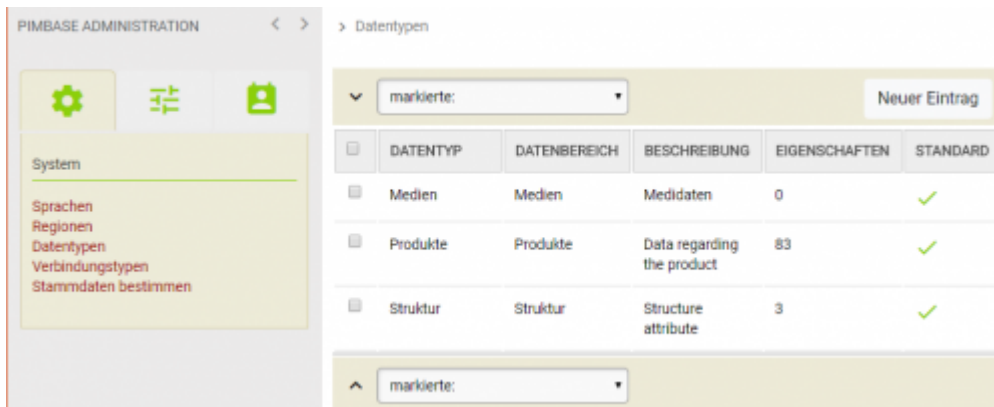 PIMBASE ADMINISTRATION
System
Sprachen
Regionen
Datentypen
Verbindungstypen
Stammdaten bestimmen
Datentypen
markierte:
Neuer Eintrag
DATENTYP DATENBEREICH BESCHREIBUNG EIGENSCHAFTEN STANDARD
Medien Medien Medidaten 0
Produkte Produkte Data regarding 83
the product
Struktur Struktur Structure 3
attribute
markierte: